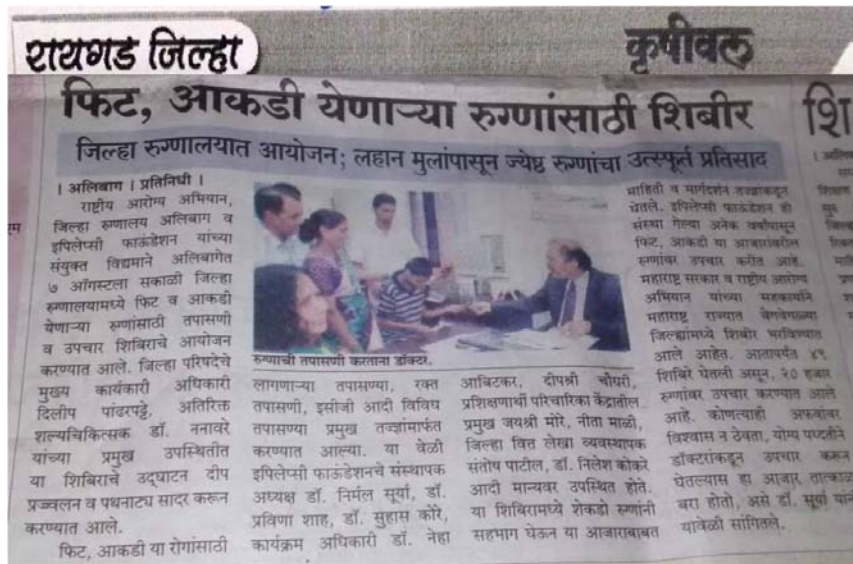 रायगड जिल्हा
कृषीवल
फिट, आकडी येणाऱ्या रुग्णांसाठी शिबीर
जिल्हा रुग्णालयात आयोजन; लहान मुलांपासून ज्येष्ठ रुग्णांचा उत्स्फूर्त प्रतिसाद
। अलिबाग । प्रतिनिधी ।
राष्ट्रीय आरोग्य अभियान,
जिल्हा रुग्णालय अलिबाग व
इपिलेप्सी फाऊंडेशन यांच्या
संयुक्त विद्यमाने अलिबागेत
७ ऑगस्टला सकाळी जिल्हा
रुग्णालयामध्ये फिट व आकडी
येणाऱ्या रुग्णांसाठी तपासणी
व उपचार शिबिराचे आयोजन
करण्यात आले. जिल्हा परिषदेचे
मुख्य कार्यकारी अधिकारी
दिलीप पांढरपट्टे, अतिरिक्त
शल्यचिकित्सक डॉ. ननावरे
यांच्या प्रमुख उपस्थितीत
या शिबिराचे उद्घाटन दीप
प्रज्वलन व पथनाट्य सादर करून
करण्यात आले.
फिट, आकडी या रोगांसाठी
रुग्णाची तपासणी करताना डॉक्टर.
लागणाऱ्या तपासण्या, रक्त
तपासणी, इसीजी आदी विविध
तपासण्या प्रमुख तज्ज्ञांमार्फत
करण्यात आल्या. या वेळी
इपिलेप्सी फाऊंडेशनचे संस्थापक
अध्यक्ष डॉ. निर्मल सूर्या, डॉ.
प्रविणा शाह, डॉ. सुहास कोरे,
कार्यक्रम अधिकारी डॉ. नेहा
आबिटकर, दीपश्री चौधरी,
प्रशिक्षणार्थी परिचारिका केंद्रातील
प्रमुख जयश्री मोरे, नीता माळी,
जिल्हा वित लेखा व्यवस्थापक
संतोष पाटील, डॉ. निलेश कोकरे
आदी मान्यवर उपस्थित होते.
या शिबिरामध्ये शेकडो रुग्णांनी
सहभाग घेऊन या आजाराबाबत
माहिती व मार्गदर्शन तज्ज्ञांकडून
घेतले. इपिलेप्सी फाऊंडेशन ही
संस्था गेल्या अनेक वर्षांपासून
फिट, आकडी या आजारांवरील
रुग्णांवर उपचार करीत आहे.
महाराष्ट्र सरकार व राष्ट्रीय आरोग्य
अभियान यांच्या सहकार्याने
महाराष्ट्र राज्यात वेगवेगळ्या
जिल्ह्यांमध्ये शिबीर भरविण्यात
आले आहेत. आतापर्यंत ४९
शिबिरे घेतली असून, २० हजार
रुग्णांवर उपचार करण्यात आले
आहे. कोणत्याही अफवांवर
विश्वास न ठेवता, योग्य पध्दतीने
डॉक्टरांकडून उपचार करून
घेतल्यास हा आजार तात्काळ
बरा होतो, असे डॉ. सूर्या यांनी
यावेळी सांगितले.
शि